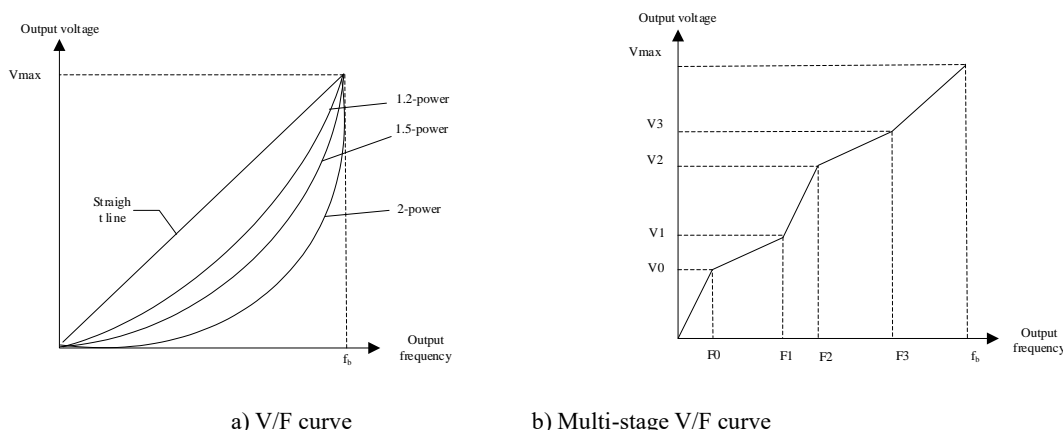 Output voltage
Vmax
1.2-power
1.5-power
Straigh
t line
2-power
Output
frequency
fb
a) V/F curve
Output voltage
Vmax
V3
V2
V1
V0
F0
F1
F2
F3
fb
Output
frequency
b) Multi-stage V/F curve